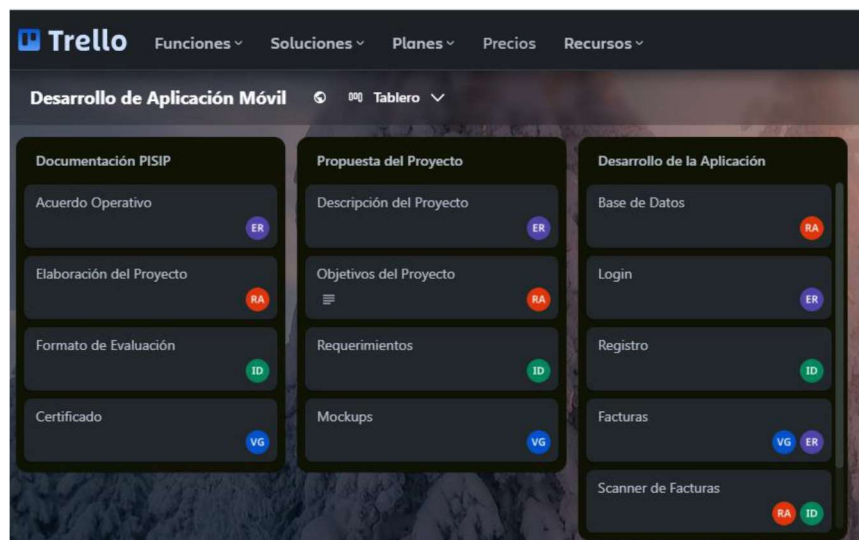 Trello Funciones Soluciones Planes Precios Recursos
Desarrollo de Aplicación Móvil Tablero
Documentación PISIP
Acuerdo Operativo
ER
Elaboración del Proyecto
RA
Formato de Evaluación
ID
Certificado
VG
Propuesta del Proyecto
Descripción del Proyecto
ER
Objetivos del Proyecto
RA
Requerimientos
ID
Mockups
VG
Desarrollo de la Aplicación
Base de Datos
RA
Login
ER
Registro
ID
Facturas
VG ER
Scanner de Facturas
RA ID